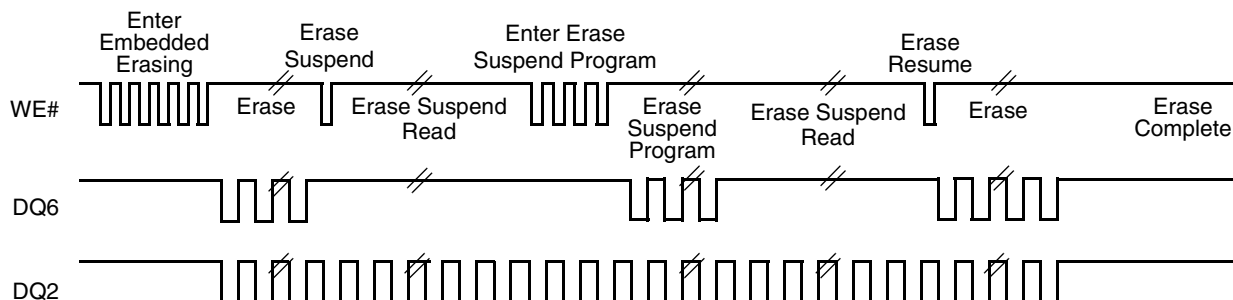 Enter
Embedded
Erasing
Erase
Suspend
Enter Erase
Suspend Program
Erase
Resume
WE#
Erase
Erase Suspend
Read
Erase
Suspend
Program
Erase Suspend
Read
Erase
Erase
Complete
DQ6
DQ2